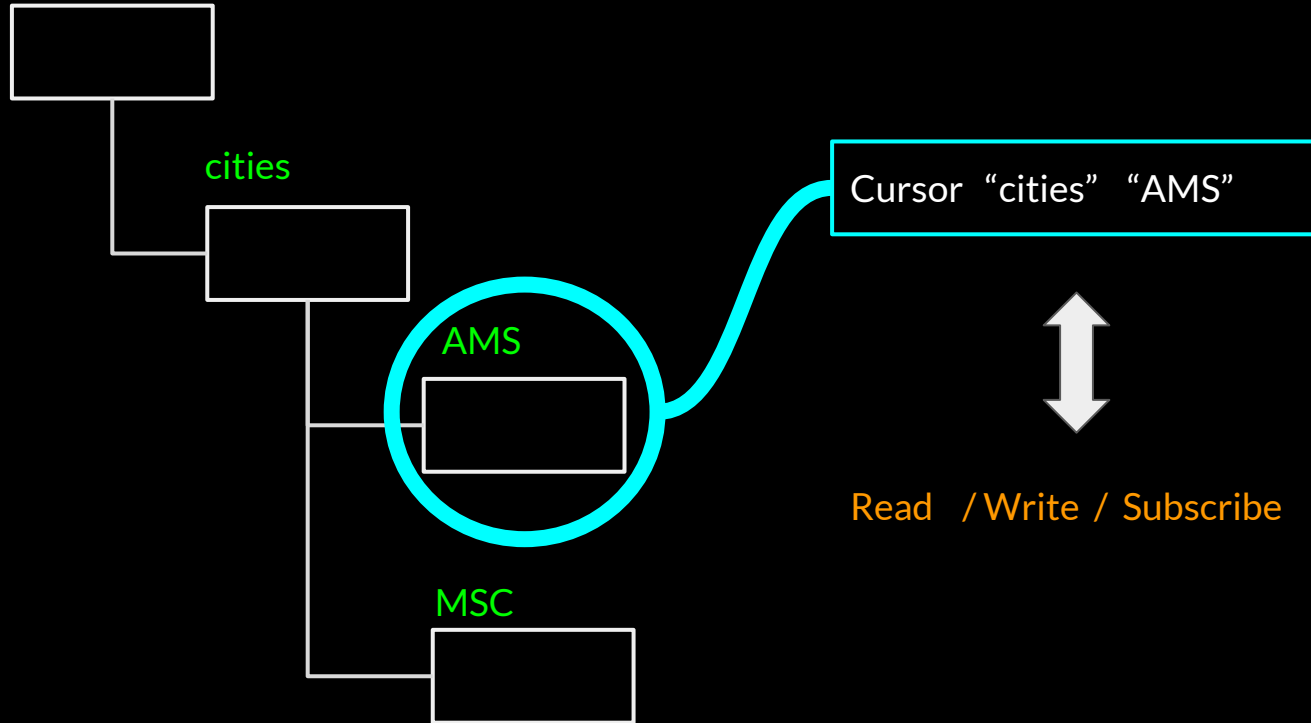 cities
Cursor “cities” “AMS”
AMS
Read / Write / Subscribe
MSC